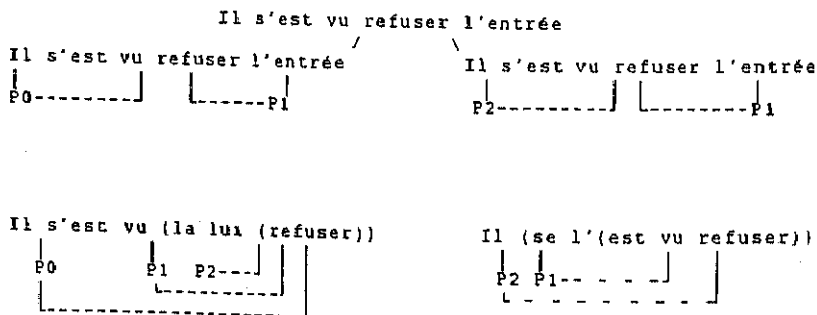 Il s'est vu refuser l'entrée
Il s'est vu refuser l'entrée
P0 P1
Il s'est vu refuser l'entrée
P2 P1
Il s'est vu (la lui (refuser))
P0 P1 P2
Il (se l'(est vu refuser))
P2 P1